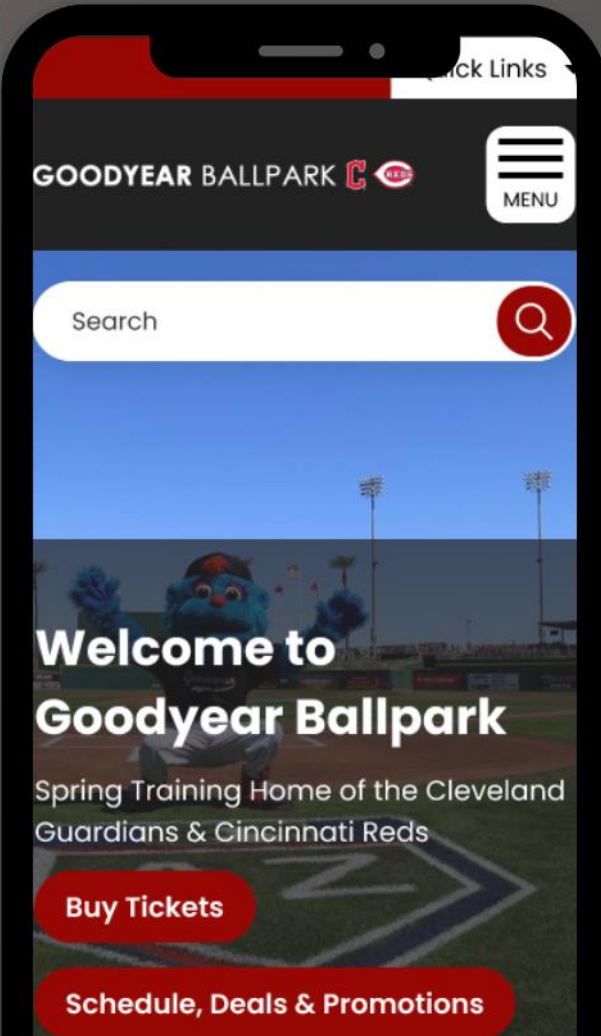 Links
GOODYEAR BALLPARK C REDS
MENU
Search
Welcome to
Goodyear Ballpark
Spring Training Home of the Cleveland
Guardians & Cincinnati Reds
Buy Tickets
Schedule, Deals & Promotions